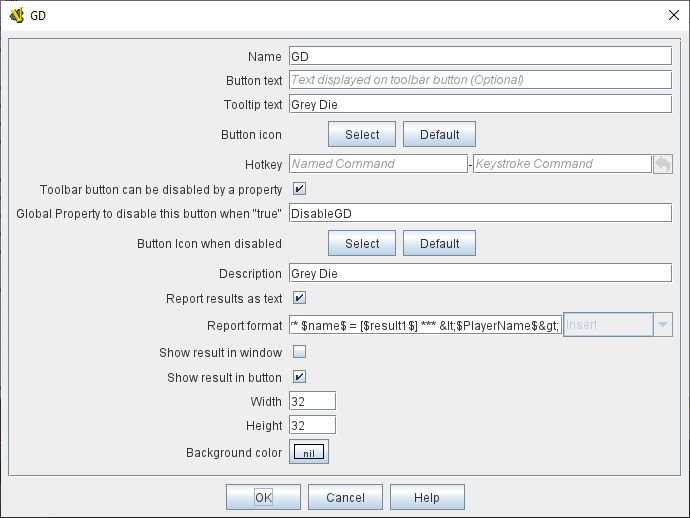 GD
Name GD
Button text Text displayed on toolbar button (Optional)
Tooltip text Grey Die
Button icon Select Default
Hotkey Named Command - Keystroke Command
Toolbar button can be disabled by a property
Global Property to disable this button when "true" DisableGD
Button Icon when disabled Select Default
Description Grey Die
Report results as text
Report format * $name$ = [$result1$] *** &lt;$PlayerName$&gt; Insert
Show result in window
Show result in button
Width 32
Height 32
Background color nil
OK Cancel Help